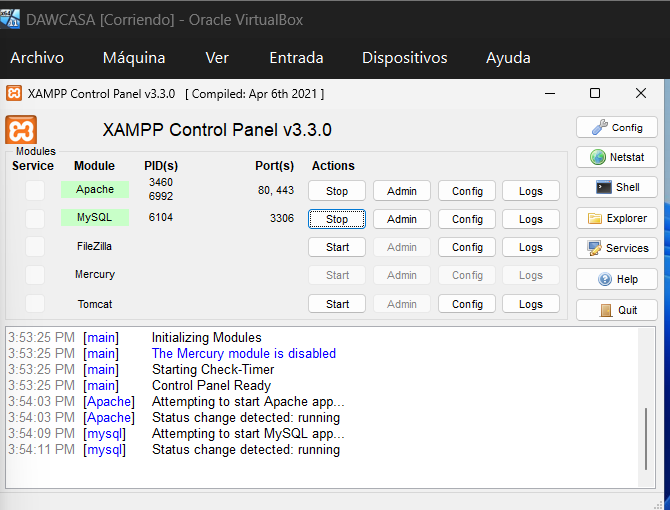 DAWCASA [Corriendo] - Oracle VirtualBox
Archivo Máquina Ver Entrada Dispositivos Ayuda
XAMPP Control Panel v3.3.0 [ Compiled: Apr 6th 2021 ]
XAMPP Control Panel v3.3.0
Config
Modules
Service Module PID(s) Port(s) Actions
Netstat
Apache 3460 6992 80, 443 Stop Admin Config Logs
Shell
MySQL 6104 3306 Stop Admin Config Logs
Explorer
FileZilla Start Admin Config Logs
Services
Mercury Start Admin Config Logs
Help
Tomcat Start Admin Config Logs
Quit
3:53:25 PM [main] Initializing Modules
3:53:25 PM [main] The Mercury module is disabled
3:53:25 PM [main] Starting Check-Timer
3:53:25 PM [main] Control Panel Ready
3:54:03 PM [Apache] Attempting to start Apache app...
3:54:03 PM [Apache] Status change detected: running
3:54:09 PM [mysql] Attempting to start MySQL app...
3:54:11 PM [mysql] Status change detected: running